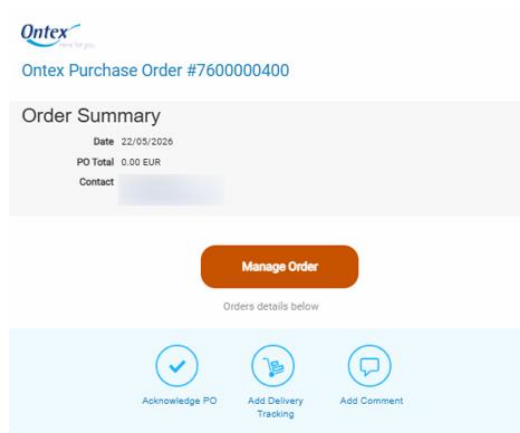 Ontex
here for you
Ontex Purchase Order #7600000400
Order Summary
Date 22/05/2026
PO Total 0.00 EUR
Contact
Manage Order
Orders details below
Acknowledge PO
Add Delivery
Tracking
Add Comment